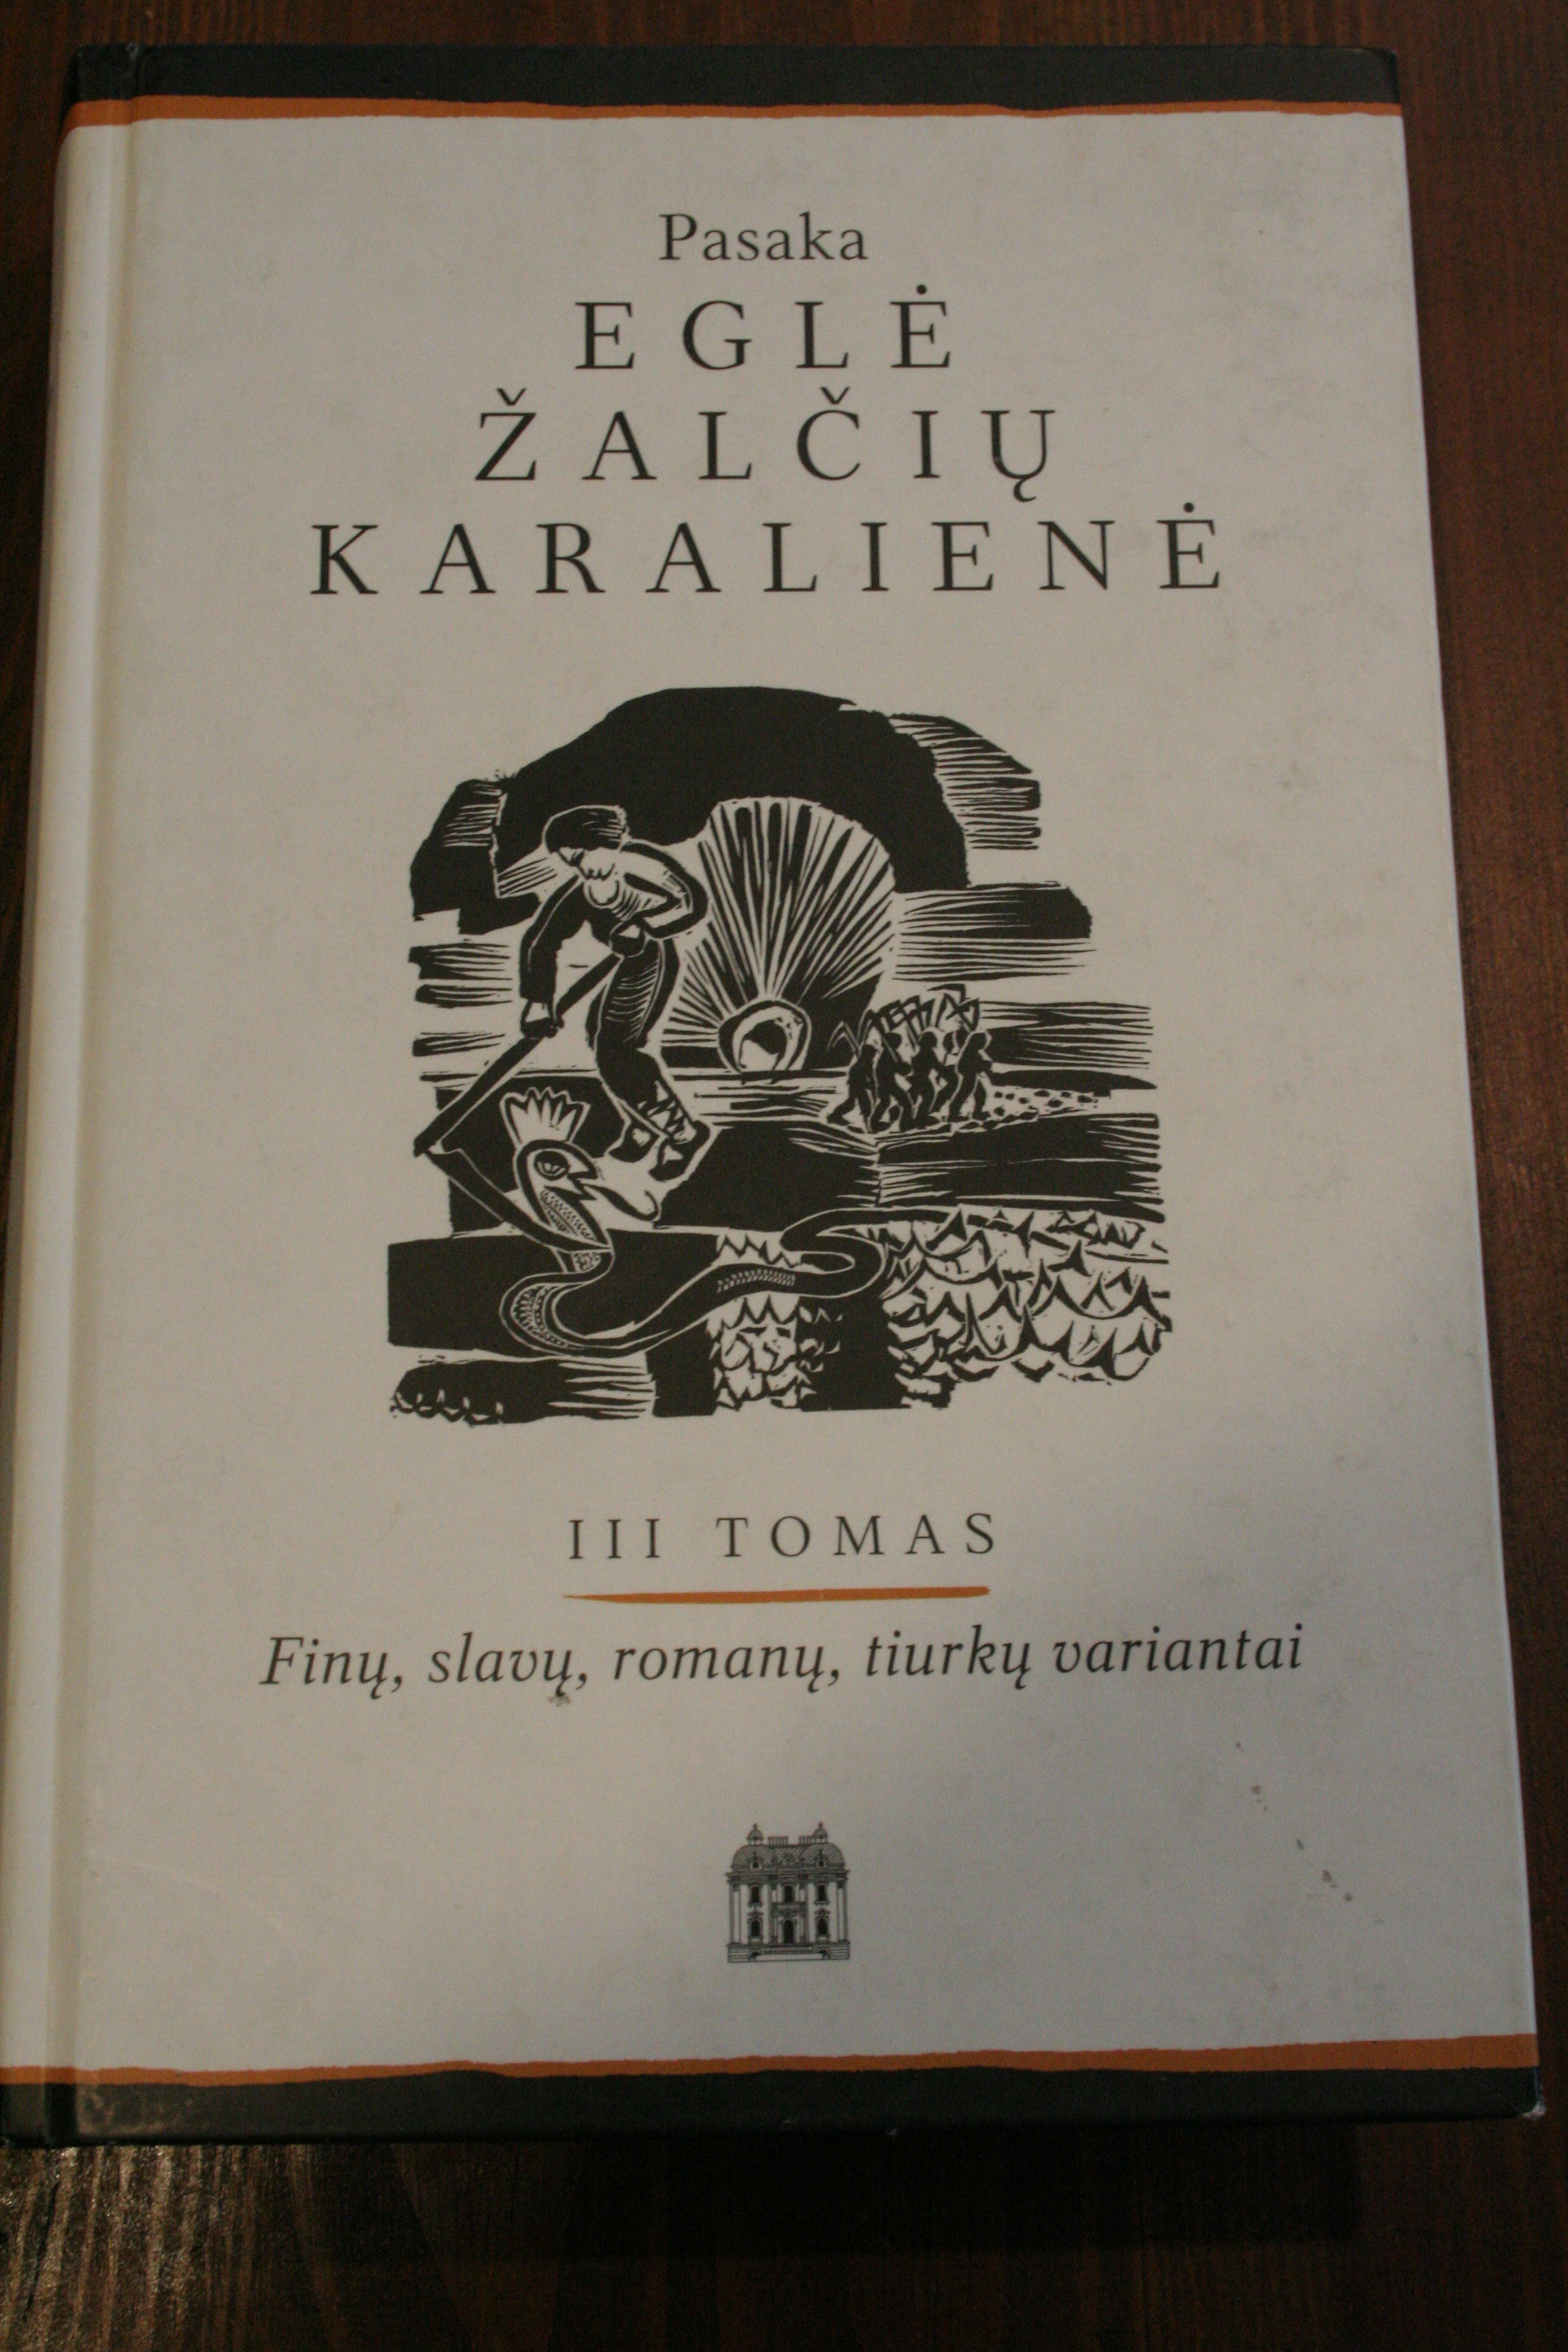 Pasaka
EGLĖ
ŽALČIŲ
KARALIENĖ
III TOMAS
Finų, slavų, romanų, tiurkų variantai